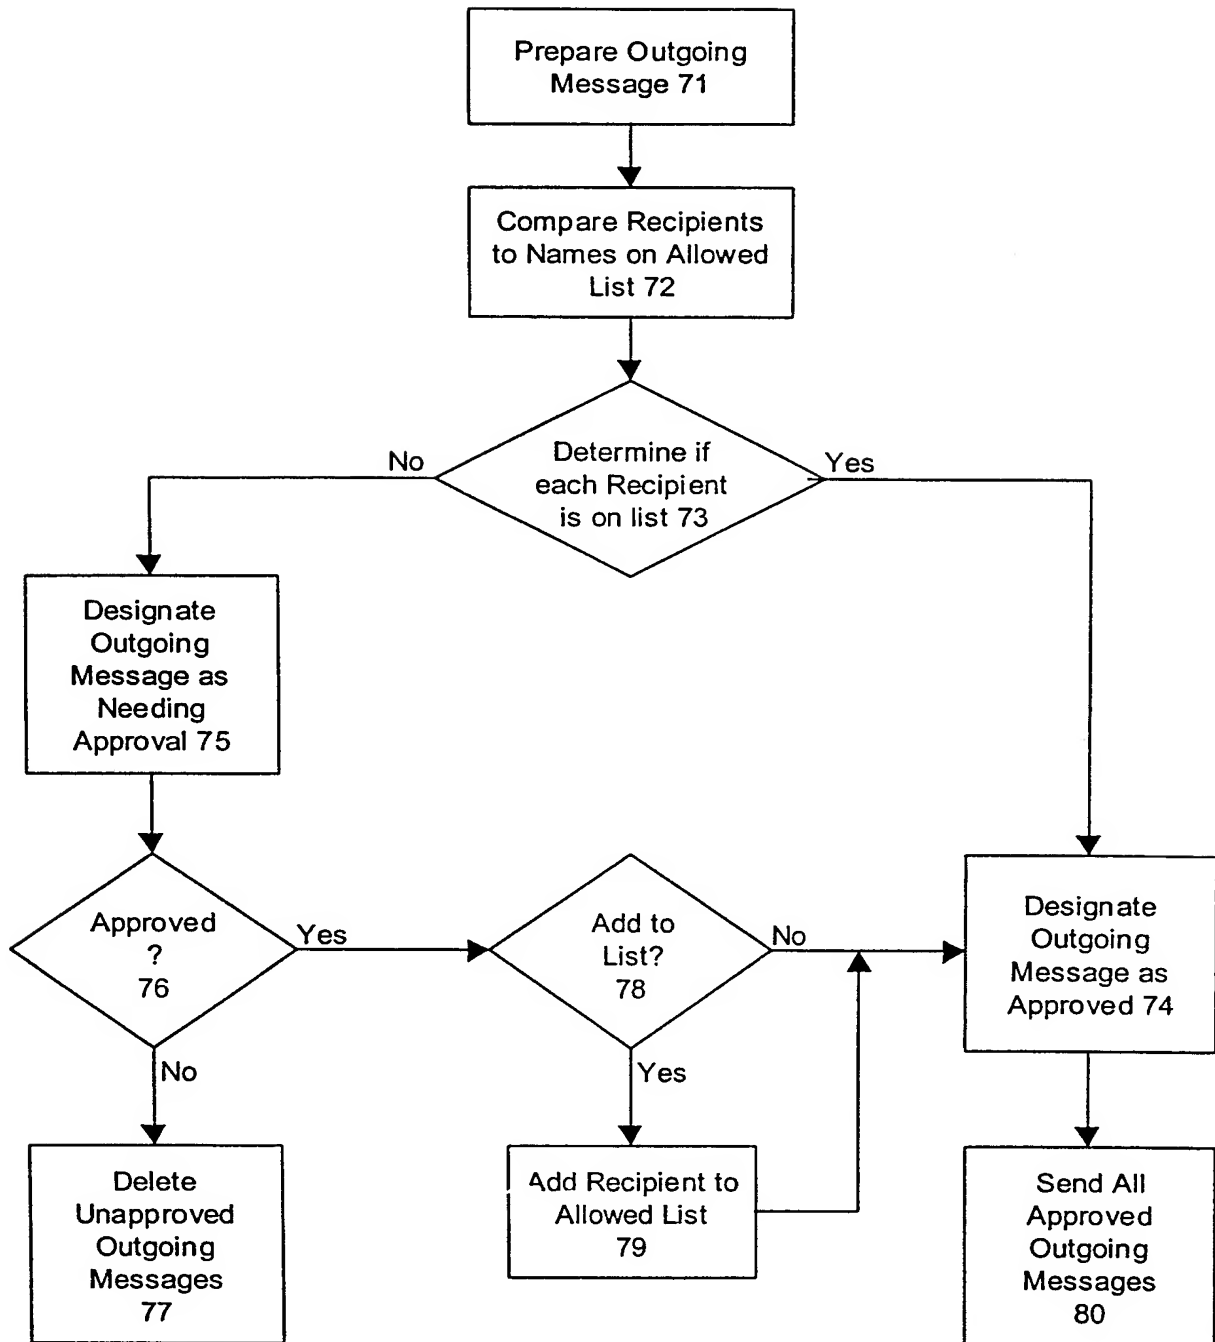 Prepare Outgoing
Message 71
Compare Recipients
to Names on Allowed
List 72
Determine if
each Recipient
is on list 73
No
Yes
Designate
Outgoing
Message as
Needing
Approval 75
Approved
?
76
Yes
No
Add to
List?
78
No
Yes
Designate
Outgoing
Message as
Approved 74
Delete
Unapproved
Outgoing
Messages
77
Add Recipient to
Allowed List
79
Send All
Approved
Outgoing
Messages
80